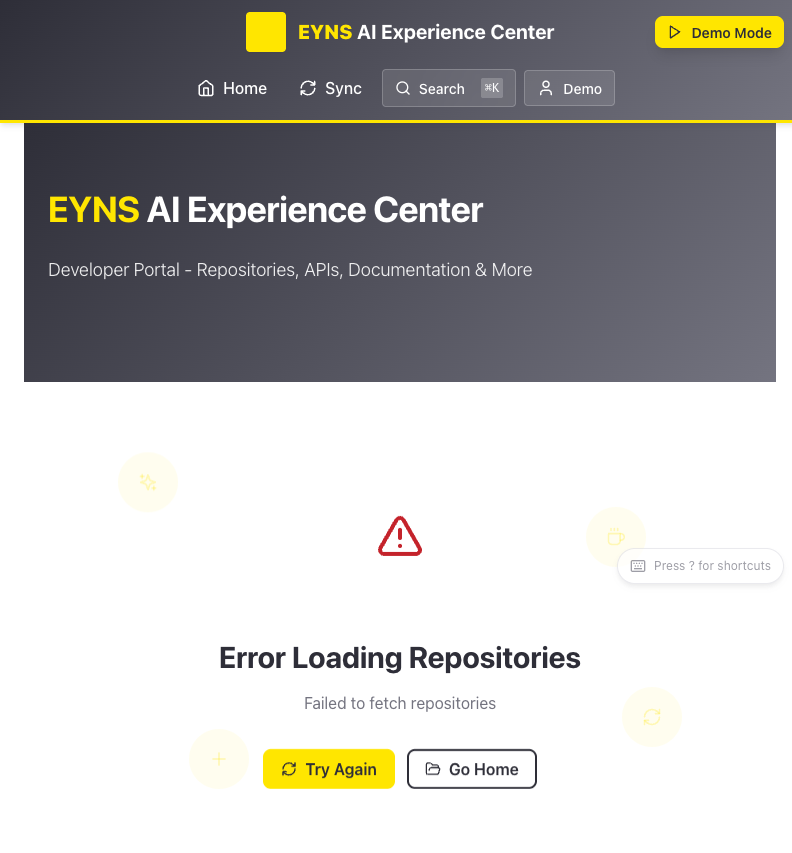 EYNS AI Experience Center
Demo Mode
Home
Sync
Search ⌘K
Demo
EYNS AI Experience Center
Developer Portal - Repositories, APIs, Documentation & More
Press ? for shortcuts
Error Loading Repositories
Failed to fetch repositories
Try Again
Go Home